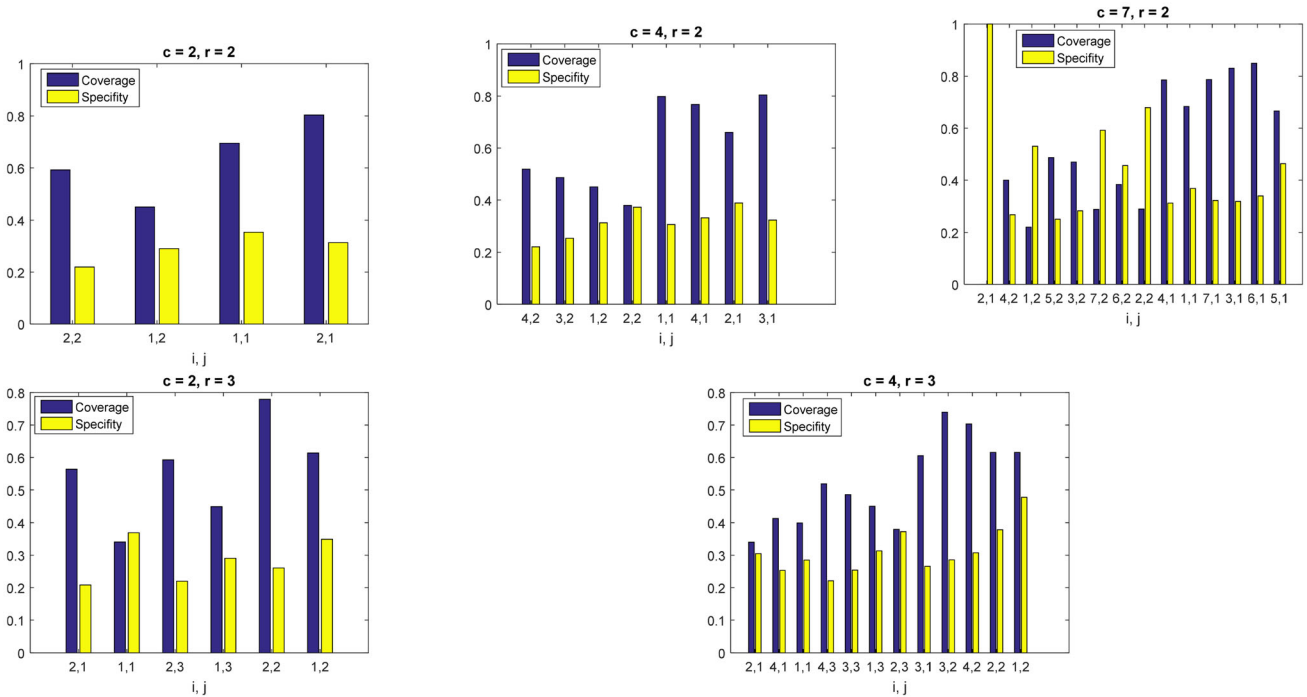 c = 2, r = 2
Coverage
Specifity
1
0.8
0.6
0.4
0.2
0
2,2 1,2 1,1 2,1
i, j
c = 4, r = 2
Coverage
Specifity
1
0.8
0.6
0.4
0.2
0
4,2 3,2 1,2 2,2 1,1 4,1 2,1 3,1
i, j
c = 7, r = 2
Coverage
Specifity
1
0.8
0.6
0.4
0.2
0
2,1 4,2 1,2 5,2 3,2 7,2 6,2 2,2 4,1 1,1 7,1 3,1 6,1 5,1
i, j
c = 2, r = 3
Coverage
Specifity
0.8
0.7
0.6
0.5
0.4
0.3
0.2
0.1
0
2,1 1,1 2,3 1,3 2,2 1,2
i, j
c = 4, r = 3
Coverage
Specifity
0.8
0.7
0.6
0.5
0.4
0.3
0.2
0.1
0
2,1 4,1 1,1 4,3 3,3 1,3 2,3 3,1 3,2 4,2 2,2 1,2
i, j